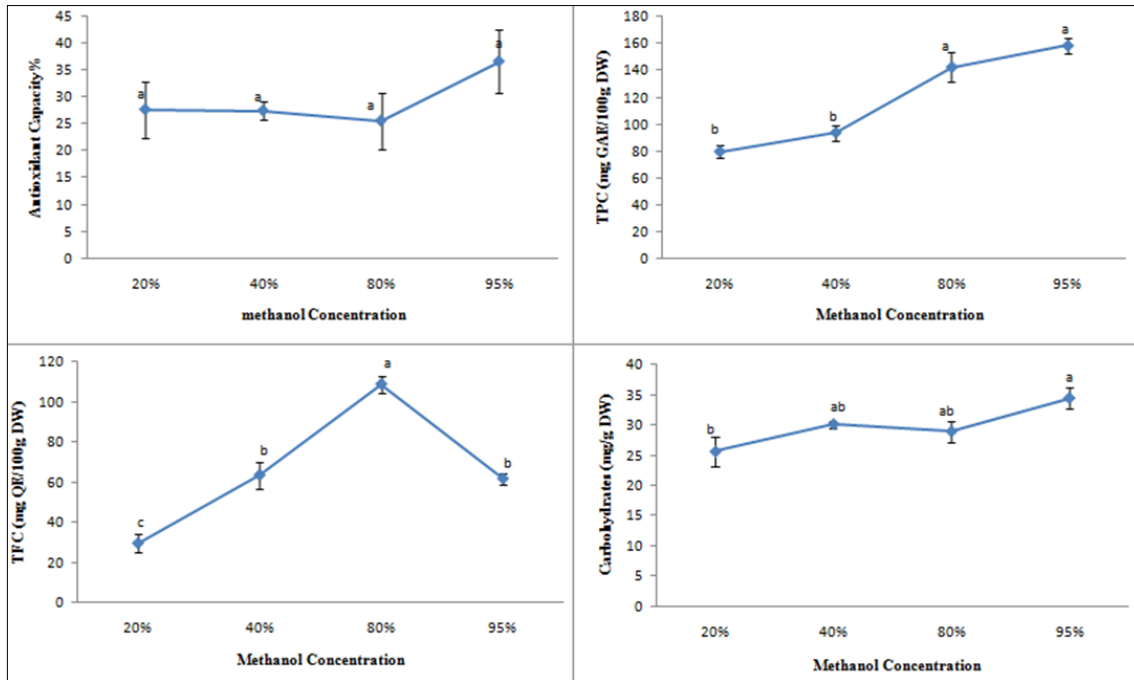 Antioxidant Capacity%
45
40
35
30
25
20
15
10
5
0
a
a
a
a
20% 40% 80% 95%
methanol Concentration
TPC (mg GAE/100g DW)
180
160
140
120
100
80
60
40
20
0
b
b
a
a
20% 40% 80% 95%
Methanol Concentration
TFC (mg QE/100g DW)
120
100
80
60
40
20
0
c
b
a
b
20% 40% 80% 95%
Methanol Concentration
Carbohydrates (mg/g DW)
40
35
30
25
20
15
10
5
0
b
ab
ab
a
20% 40% 80% 95%
Methanol Concentration